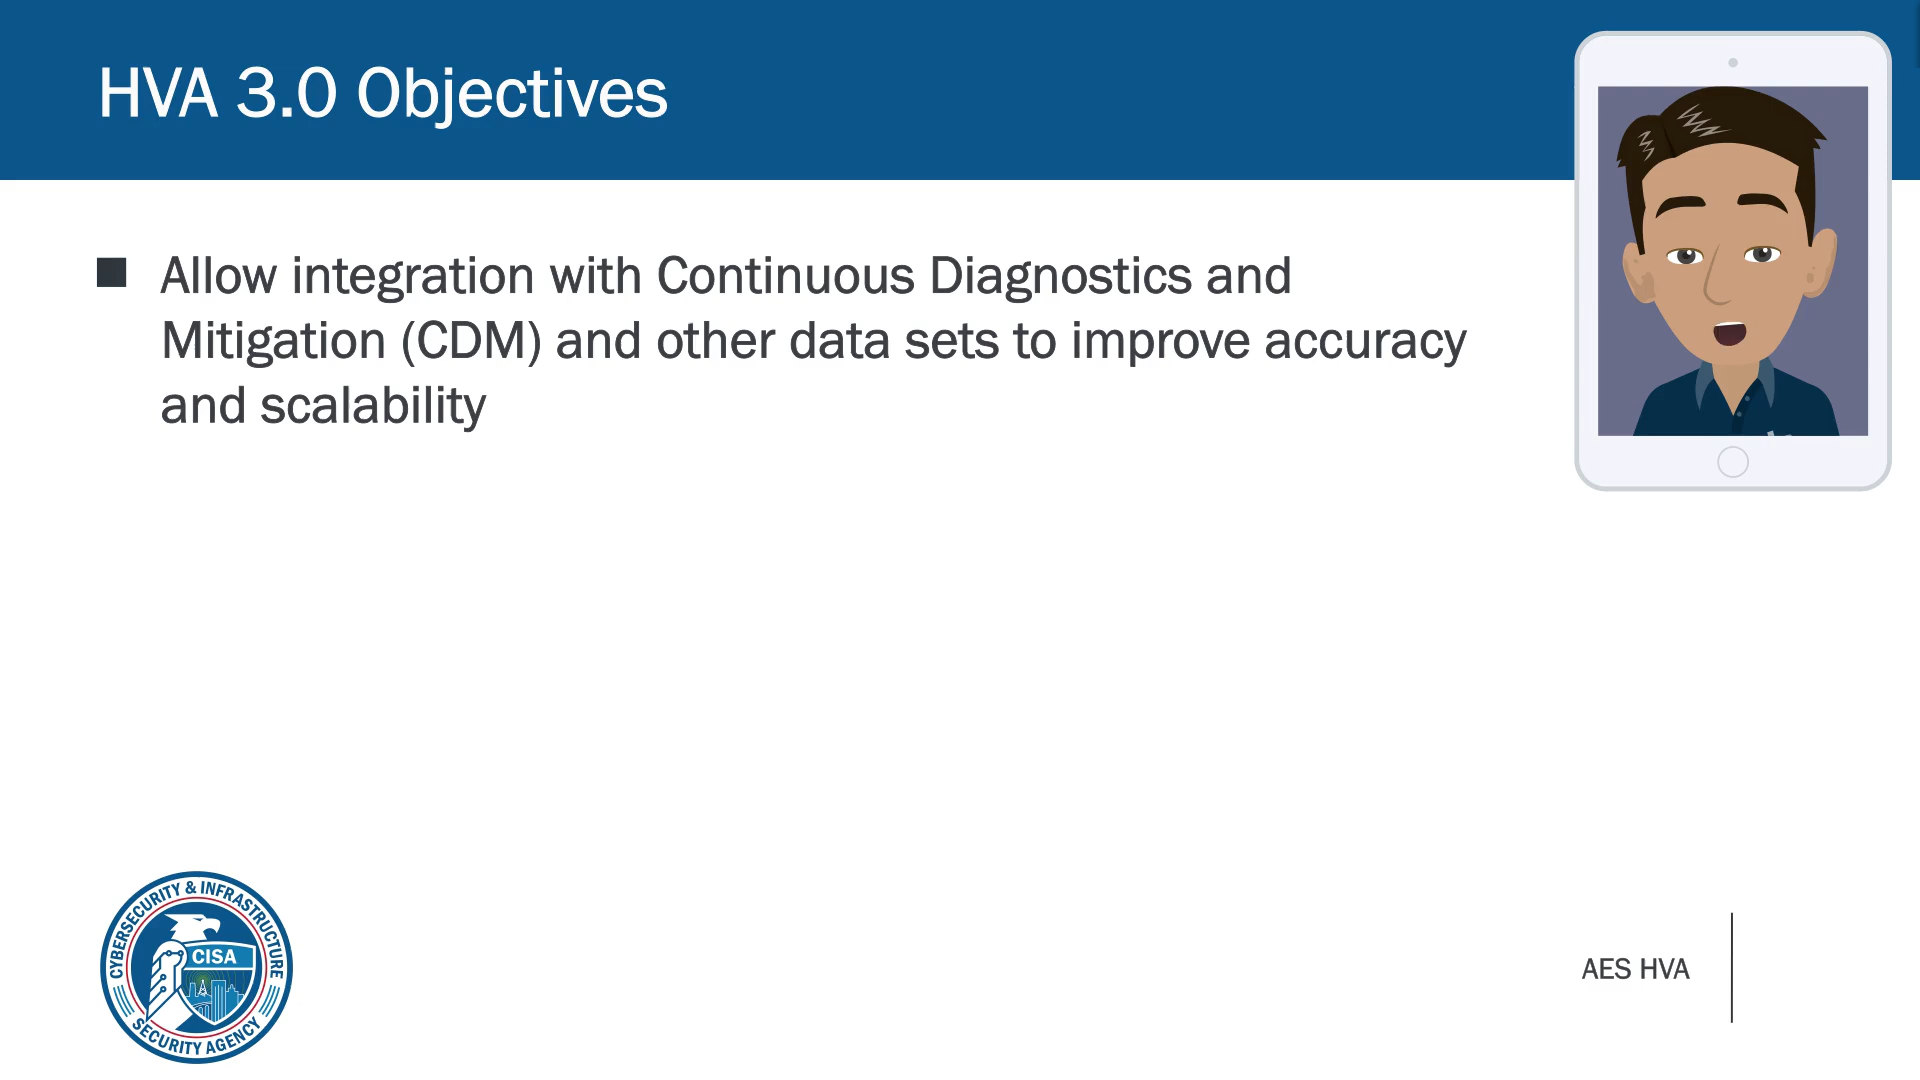 HVA 3.0 Objectives
Allow integration with Continuous Diagnostics and
Mitigation (CDM) and other data sets to improve accuracy
and scalability
CYBERSECURITY & INFRASTRUCTURE
CISA
SECURITY AGENCY
AES HVA